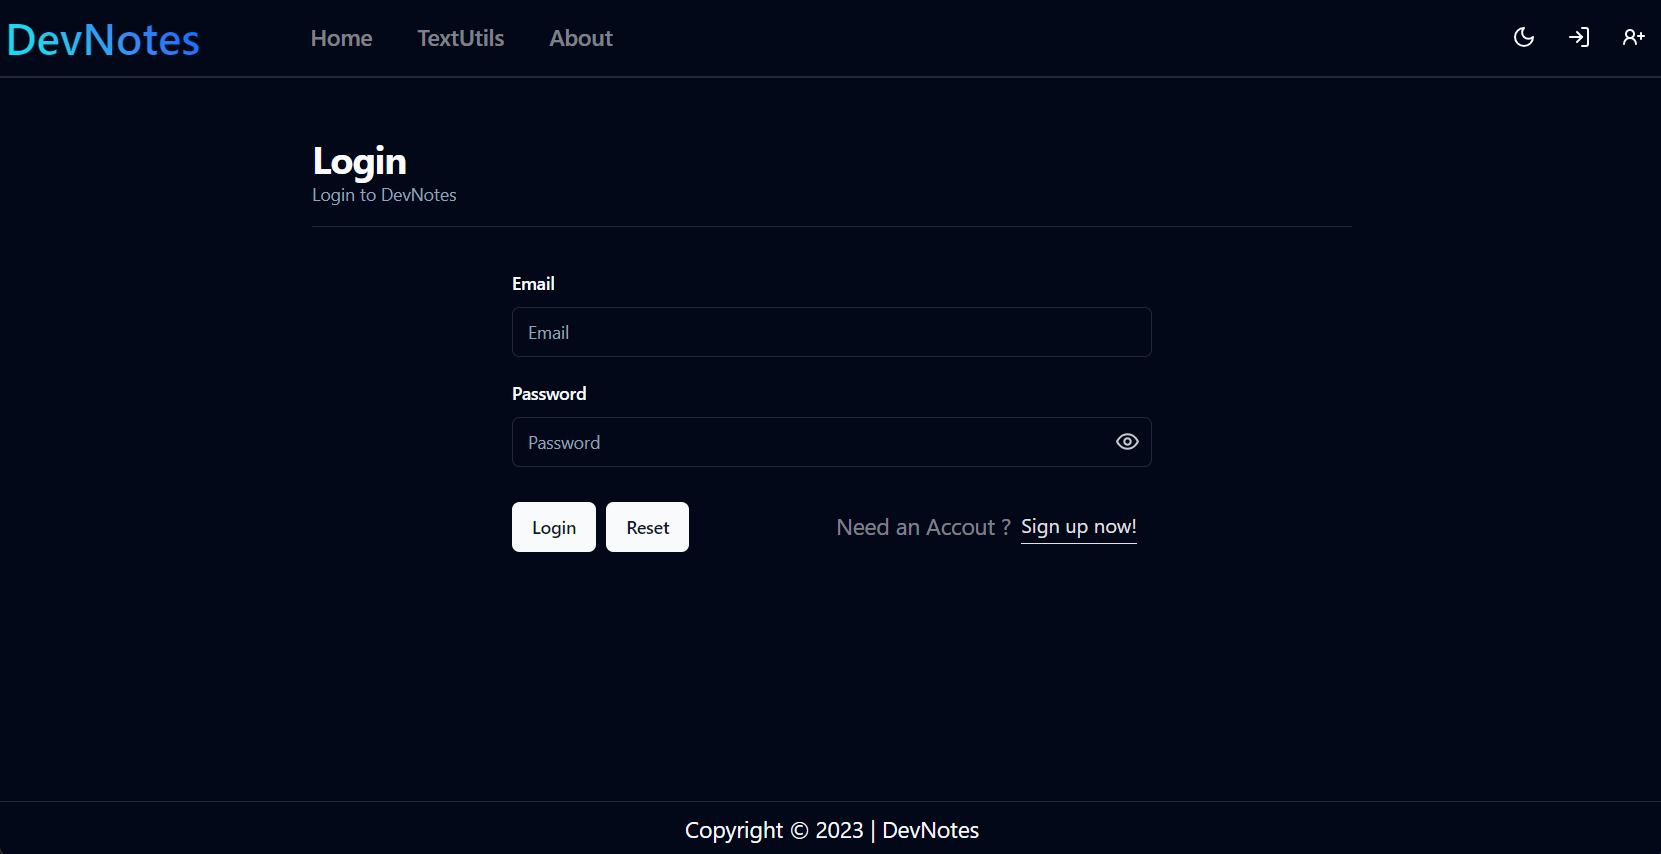 DevNotes Home TextUtils About
Login
Login to DevNotes
Email
Email
Password
Password
Login Reset Need an Accout ? Sign up now!
Copyright © 2023 | DevNotes